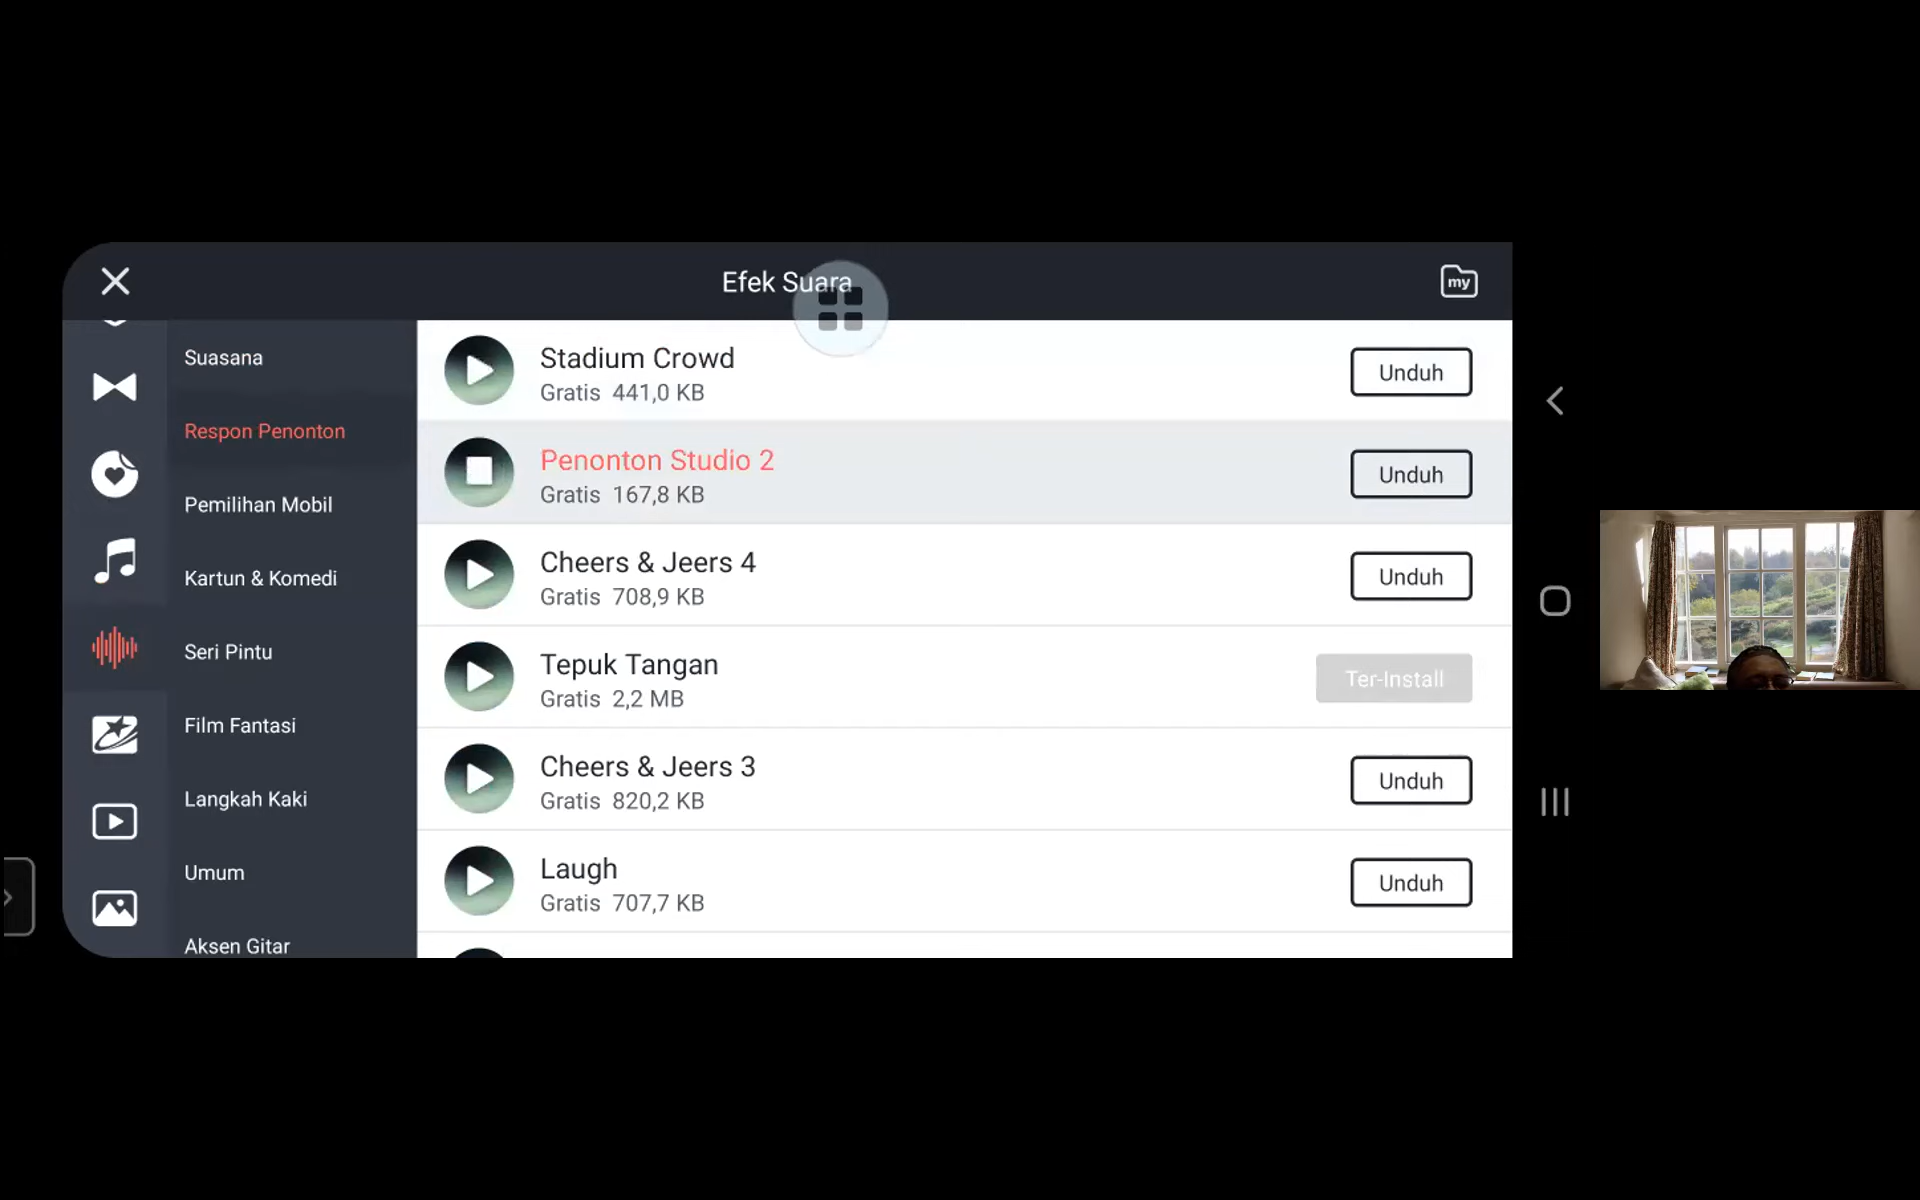 Efek Suara
my
Suasana
Respon Penonton
Pemilihan Mobil
Kartun & Komedi
Seri Pintu
Film Fantasi
Langkah Kaki
Umum
Aksen Gitar
Stadium Crowd
Gratis 441,0 KB
Unduh
Penonton Studio 2
Gratis 167,8 KB
Unduh
Cheers & Jeers 4
Gratis 708,9 KB
Unduh
Tepuk Tangan
Gratis 2,2 MB
Ter-Install
Cheers & Jeers 3
Gratis 820,2 KB
Unduh
Laugh
Gratis 707,7 KB
Unduh